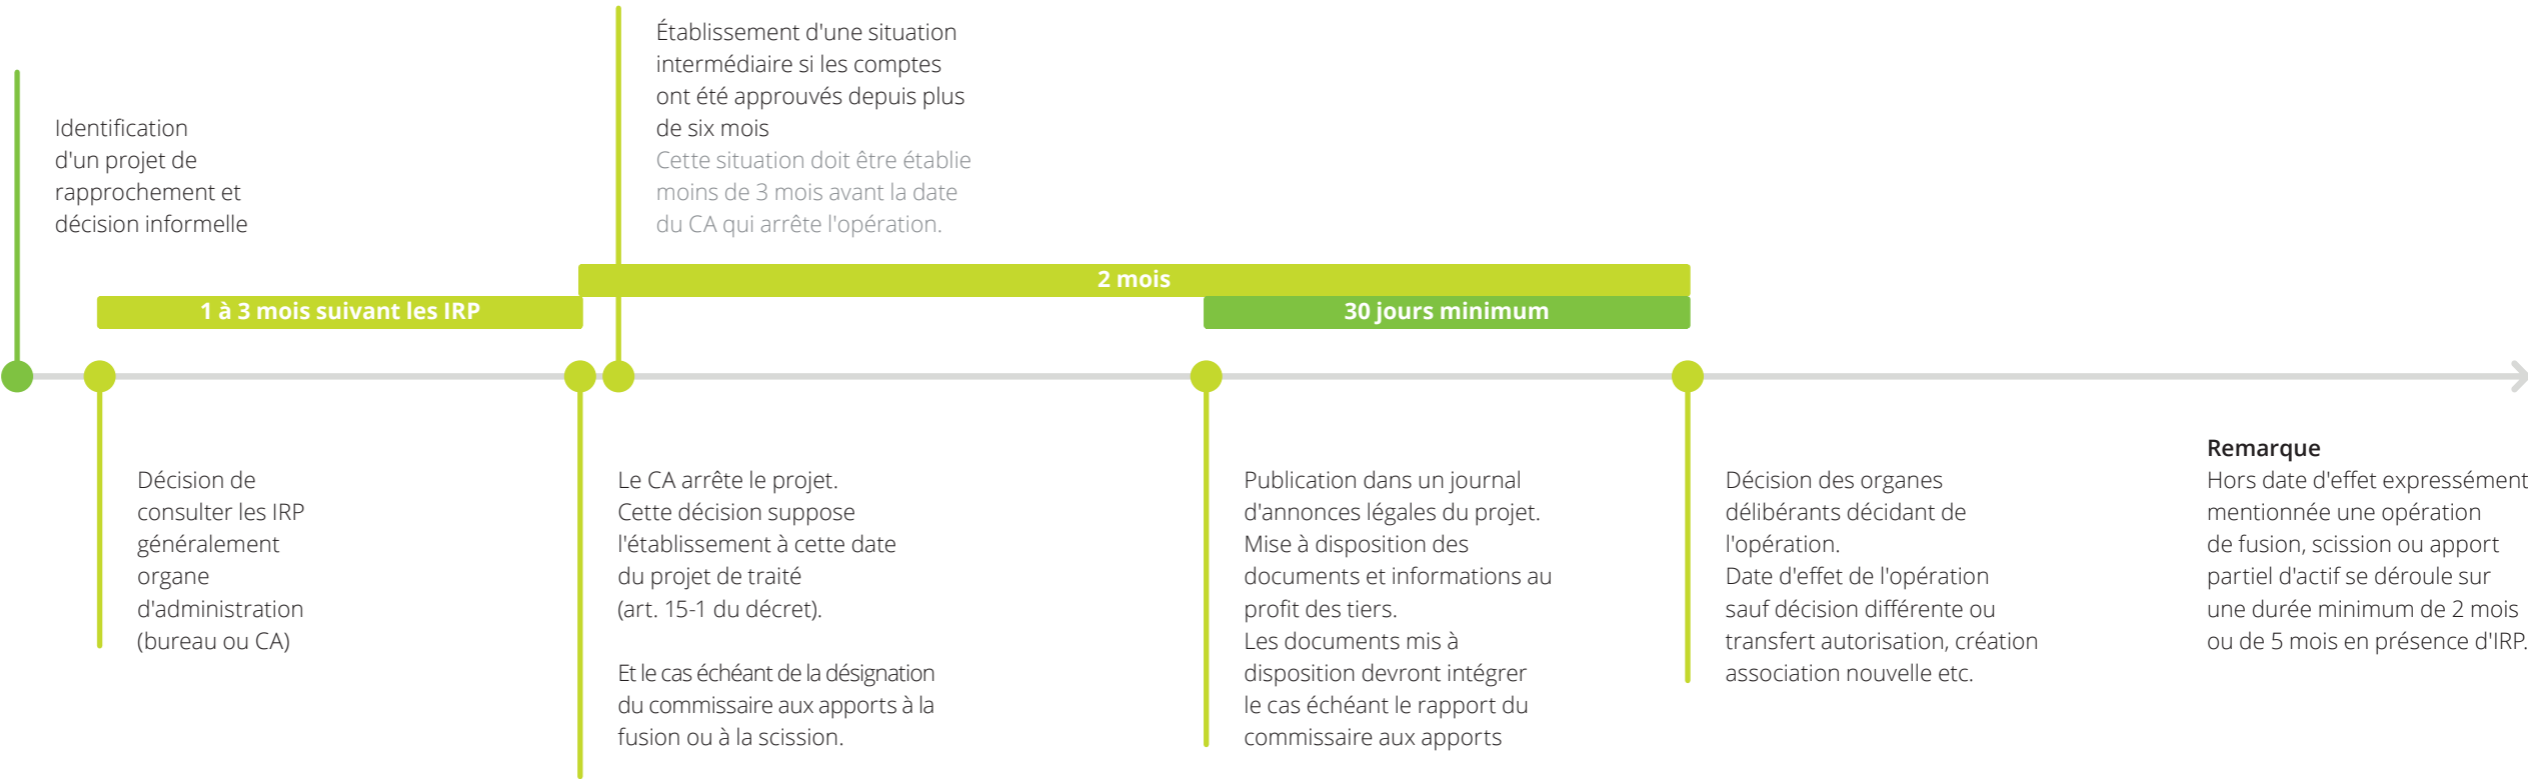 Identification
d'un projet de
rapprochement et
décision informelle
Établissement d'une situation
intermédiaire si les comptes
ont été approuvés depuis plus
de six mois
Cette situation doit être établie
moins de 3 mois avant la date
du CA qui arrête l'opération.
2 mois
1 à 3 mois suivant les IRP
30 jours minimum
Décision de
consulter les IRP
généralement
organe
d'administration
(bureau ou CA)
Le CA arrête le projet.
Cette décision suppose
l'établissement à cette date
du projet de traité
(art. 15-1 du décret).
Et le cas échéant de la désignation
du commissaire aux apports à la
fusion ou à la scission.
Publication dans un journal
d'annonces légales du projet.
Mise à disposition des
documents et informations au
profit des tiers.
Les documents mis à
disposition devront intégrer
le cas échéant le rapport du
commissaire aux apports
Décision des organes
délibérants décidant de
l'opération.
Date d'effet de l'opération
sauf décision différente ou
transfert autorisation, création
association nouvelle etc.
Remarque
Hors date d'effet expressément
mentionnée une opération
de fusion, scission ou apport
partiel d'actif se déroule sur
une durée minimum de 2 mois
ou de 5 mois en présence d'IRP.